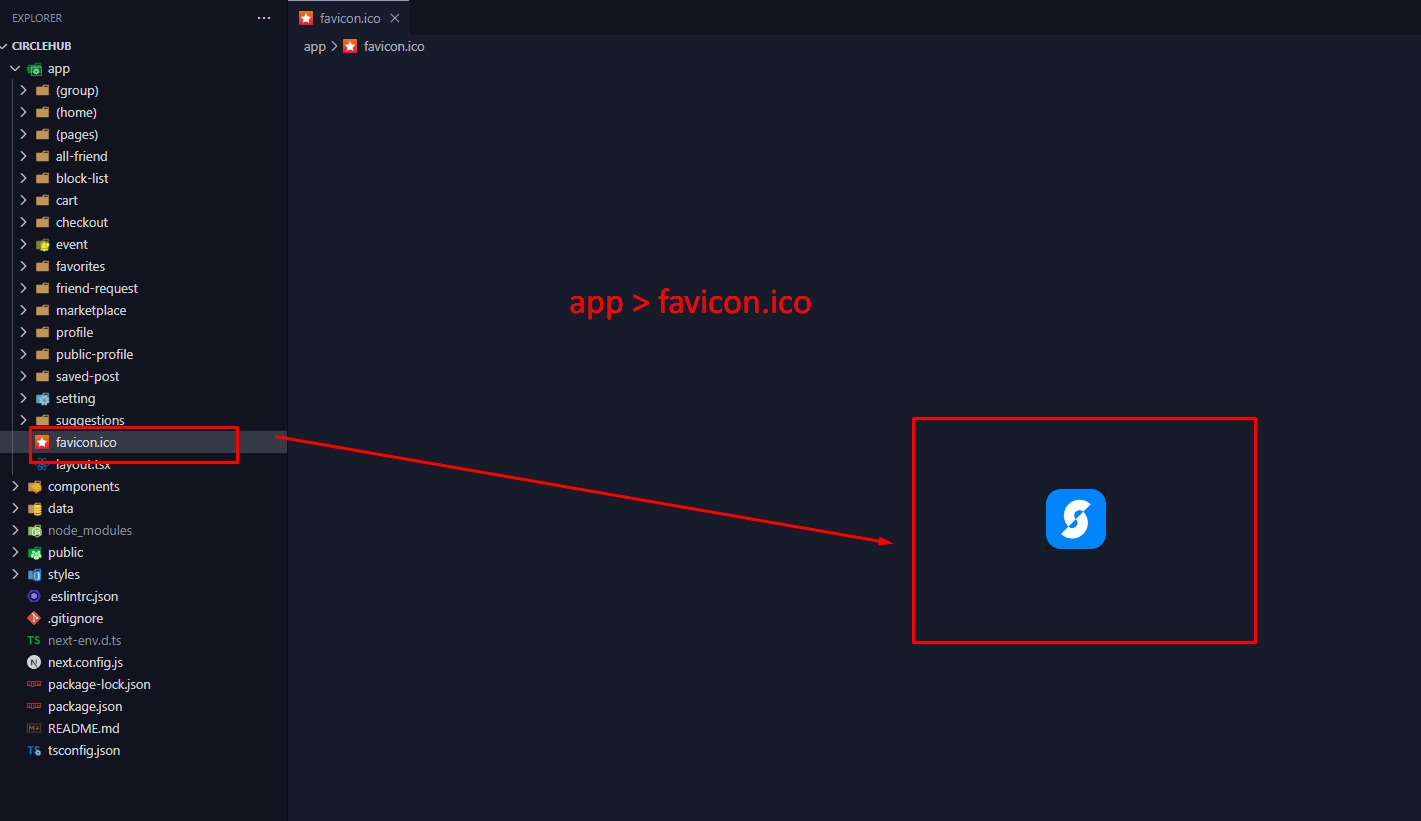 EXPLORER
CIRCLEHUB
app
(group)
(home)
(pages)
all-friend
block-list
cart
checkout
event
favorites
friend-request
marketplace
profile
public-profile
saved-post
setting
suggestions
favicon.ico
layout.tsx
components
data
node_modules
public
styles
.eslintrc.json
.gitignore
TS next-env.d.ts
N next.config.js
package-lock.json
package.json
README.md
TS tsconfig.json
favicon.ico
app > favicon.ico
app > favicon.ico